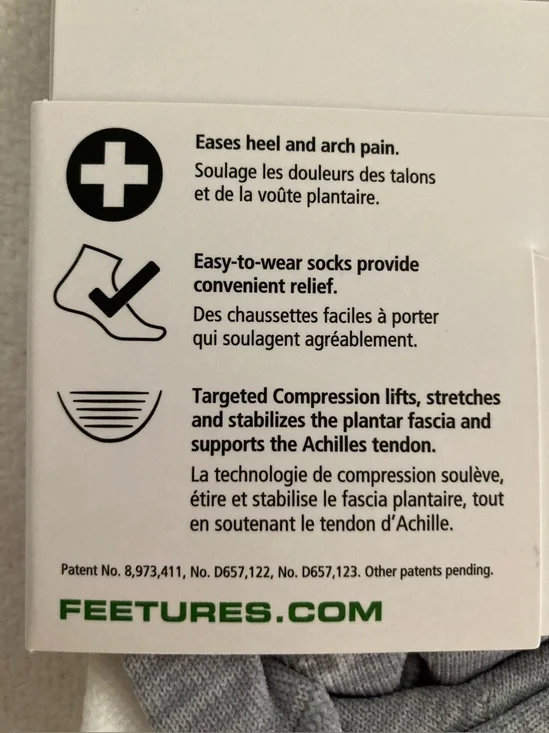 Eases heel and arch pain.
Soulage les douleurs des talons
et de la voûte plantaire.
Easy-to-wear socks provide
convenient relief.
Des chaussettes faciles à porter
qui soulagent agréablement.
Targeted Compression lifts, stretches
and stabilizes the plantar fascia and
supports the Achilles tendon.
La technologie de compression soulève,
étire et stabilise le fascia plantaire, tout
en soutenant le tendon d'Achille.
Patent No. 8,973,411, No. D657,122, No. D657,123. Other patents pending.
FEETURES.COM